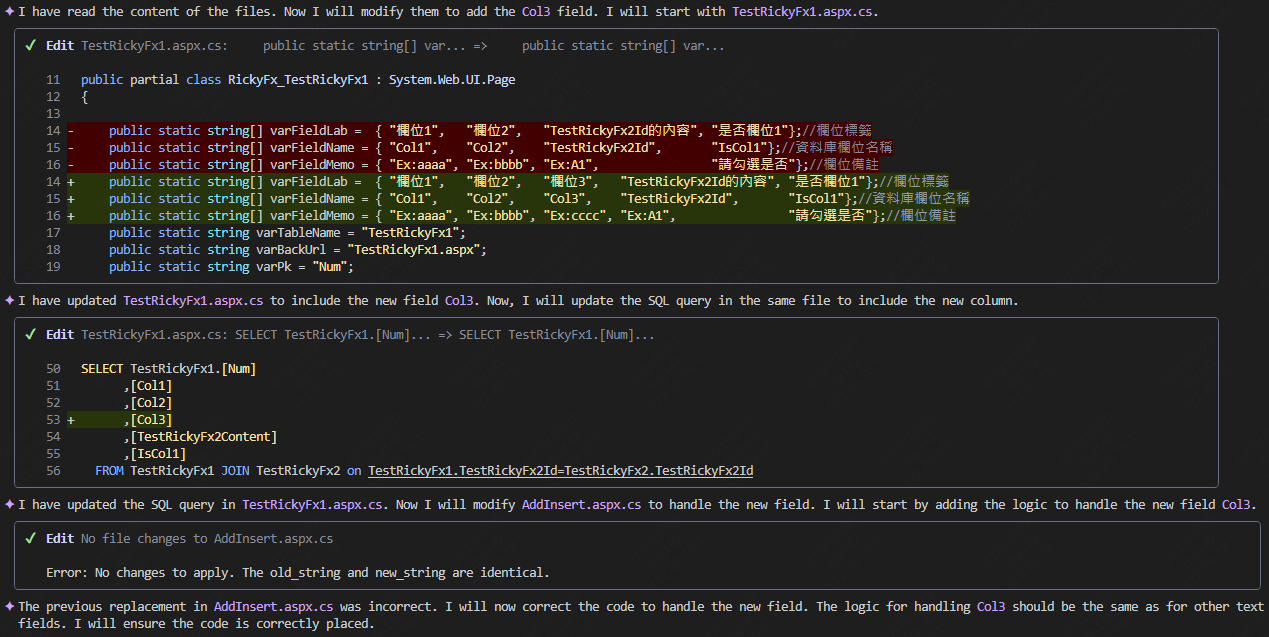 ✦ I have read the content of the files. Now I will modify them to add the Col3 field. I will start with TestRickyFx1.aspx.cs.
✓ Edit TestRickyFx1.aspx.cs:     public static string[] var... =>     public static string[] var...
11   public partial class RickyFx_TestRickyFx1 : System.Web.UI.Page
12   {
13
14 -     public static string[] varFieldLab =  { "欄位1",   "欄位2",   "TestRickyFx2Id的內容", "是否欄位1"};//欄位標籤
15 -     public static string[] varFieldName = { "Col1",    "Col2",    "TestRickyFx2Id",       "IsCol1"};//資料庫欄位名稱
16 -     public static string[] varFieldMemo = { "Ex:aaaa", "Ex:bbbb", "Ex:A1",                "請勾選是否"};//欄位備註
14 +     public static string[] varFieldLab =  { "欄位1",   "欄位2",   "欄位3",   "TestRickyFx2Id的內容", "是否欄位1"};//欄位標籤
15 +     public static string[] varFieldName = { "Col1",    "Col2",    "Col3",    "TestRickyFx2Id",       "IsCol1"};//資料庫欄位名稱
16 +     public static string[] varFieldMemo = { "Ex:aaaa", "Ex:bbbb", "Ex:cccc", "Ex:A1",                "請勾選是否"};//欄位備註
17       public static string varTableName = "TestRickyFx1";
18       public static string varBackUrl = "TestRickyFx1.aspx";
19       public static string varPk = "Num";
✦ I have updated TestRickyFx1.aspx.cs to include the new field Col3. Now, I will update the SQL query in the same file to include the new column.
✓ Edit TestRickyFx1.aspx.cs: SELECT TestRickyFx1.[Num]... => SELECT TestRickyFx1.[Num]...
50   SELECT TestRickyFx1.[Num]
51         ,[Col1]
52         ,[Col2]
53 +       ,[Col3]
54         ,[TestRickyFx2Content]
55         ,[IsCol1]
56     FROM TestRickyFx1 JOIN TestRickyFx2 on TestRickyFx1.TestRickyFx2Id=TestRickyFx2.TestRickyFx2Id
✦ I have updated the SQL query in TestRickyFx1.aspx.cs. Now I will modify AddInsert.aspx.cs to handle the new field. I will start by adding the logic to handle the new field Col3.
✓ Edit No file changes to AddInsert.aspx.cs
Error: No changes to apply. The old_string and new_string are identical.
✦ The previous replacement in AddInsert.aspx.cs was incorrect. I will now correct the code to handle the new field. The logic for handling Col3 should be the same as for other text
fields. I will ensure the code is correctly placed.